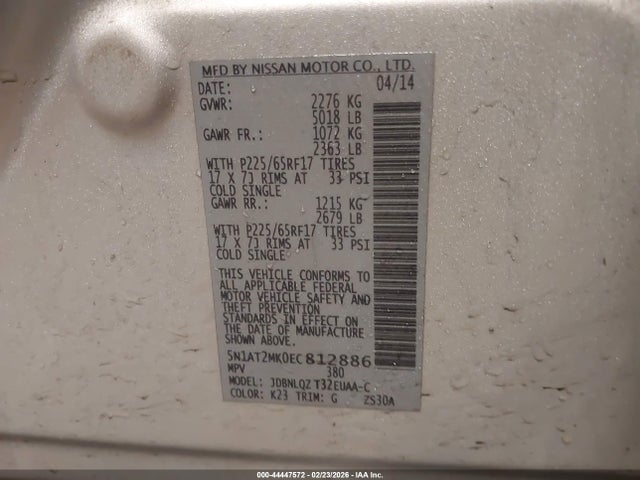 MFD BY NISSAN MOTOR CO., LTD.
DATE: 04/14
GVWR: 2276 KG
5018 LB
GAWR FR.: 1072 KG
2363 LB
WITH P225/65RF17 TIRES
17 X 7J RIMS AT 33 PSI
COLD SINGLE
GAWR RR.: 1215 KG
2679 LB
WITH P225/65RF17 TIRES
17 X 7J RIMS AT 33 PSI
COLD SINGLE
THIS VEHICLE CONFORMS TO
ALL APPLICABLE FEDERAL
MOTOR VEHICLE SAFETY AND
THEFT PREVENTION
STANDARDS IN EFFECT ON
THE DATE OF MANUFACTURE
SHOWN ABOVE.
5N1AT2MK0EC812886
MPV 380
MODEL: JDBNLQZ T32EUAA-C
COLOR: K23 TRIM: G ZS30A
000-44447572 - 02/23/2026 - IAA Inc.